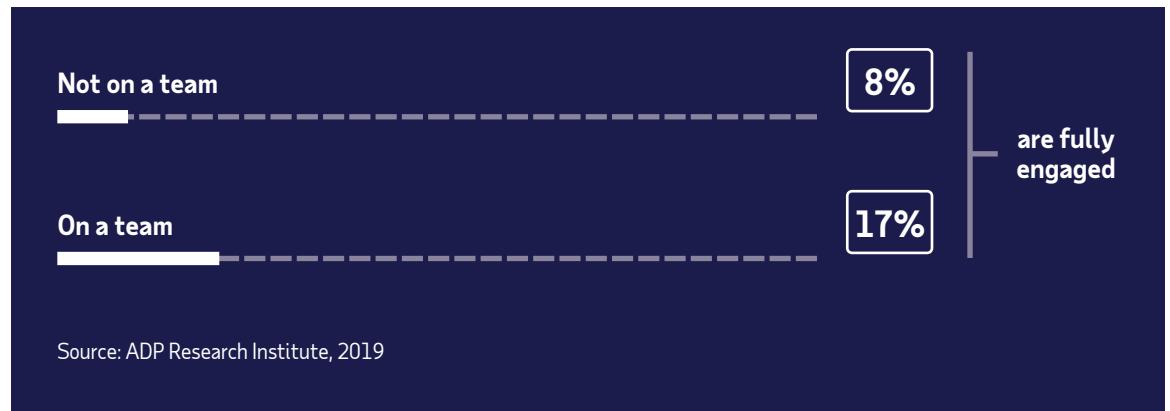 Not on a team
8%
are fully
engaged
On a team
17%
Source: ADP Research Institute, 2019